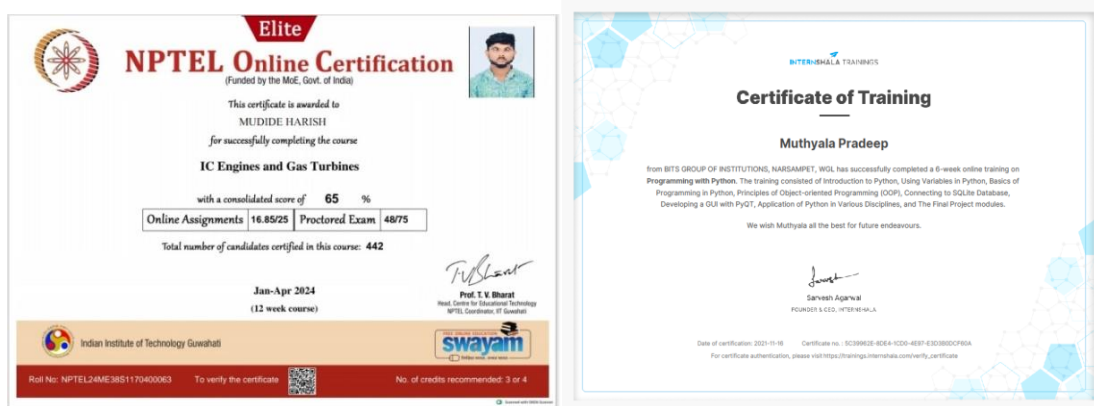 Elite
NPTEL Online Certification
(Funded by the MoE, Govt. of India)
This certificate is awarded to
MUDIDE HARISH
for successfully completing the course
IC Engines and Gas Turbines
with a consolidated score of 65 %
Online Assignments 16.85/25 Proctored Exam 48/75
Total number of candidates certified in this course: 442
Jan-Apr 2024
(12 week course)
Prof. T. V. Bharat
Head, Centre for Educational Technology
NPTEL Coordinator, IIT Guwahati
Indian Institute of Technology Guwahati
FREE ONLINE EDUCATION
swayam
Roll No: NPTEL24ME38S1170400063 To verify the certificate No. of credits recommended: 3 or 4
INTERNSHALA TRAININGS
Certificate of Training
Muthyala Pradeep
from BITS GROUP OF INSTITUTIONS, NARSAMPET, WGL has successfully completed a 6-week online training on
Programming with Python. The training consisted of Introduction to Python, Using Variables in Python, Basics of
Programming in Python, Principles of Object-oriented Programming (OOP), Connecting to SQLite Database,
Developing a GUI with PyQT, Application of Python in Various Disciplines, and The Final Project modules.
We wish Muthyala all the best for future endeavours.
Sarvesh Agarwal
FOUNDER & CEO, INTERNSHALA
Date of certification: 2021-11-16 Certificate no. :
For certificate authentication, please visit https://trainings.internshala.com/verify_certificate